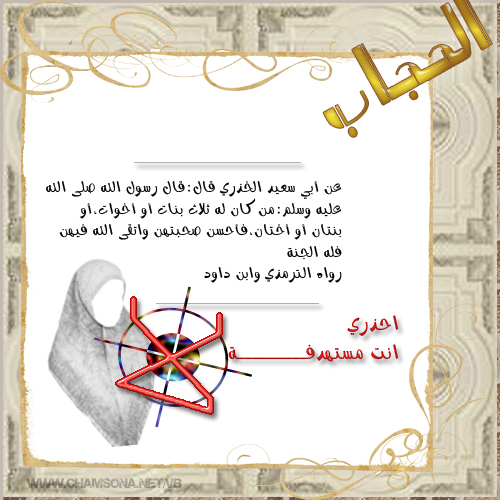 الحجاب
عن ابي سعيد الخدري قال:قال رسول الله صلى الله
عليه وسلم:من كان له ثلاث بنات او اخوات,او
بنتان او اختان,فاحسن صحبتهن واتقى الله فيهن
فله الجنة
رواه الترمذي وابن داود
احذري
انت مستهدفـــــــــــة
WWW.CHAMSONA.NET/VB